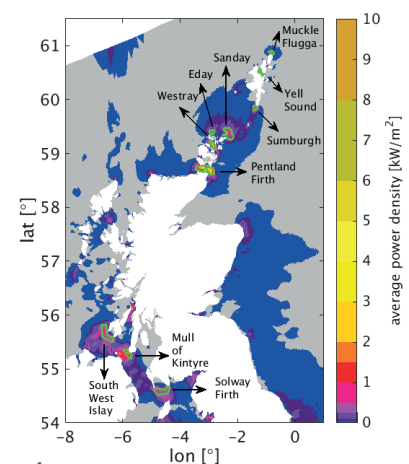 61
60
59
58
57
56
55
54
-8
-6
-4
-2
0
lat [°]
lon [°]
Muckle
Flugga
Sanday
Eday
Westray
Yell
Sound
Sumburgh
Pentland
Firth
Mull
of
Kintyre
South
West
Islay
Solway
Firth
10
9
8
7
6
5
4
3
2
1
0
average power density [kW/m²]